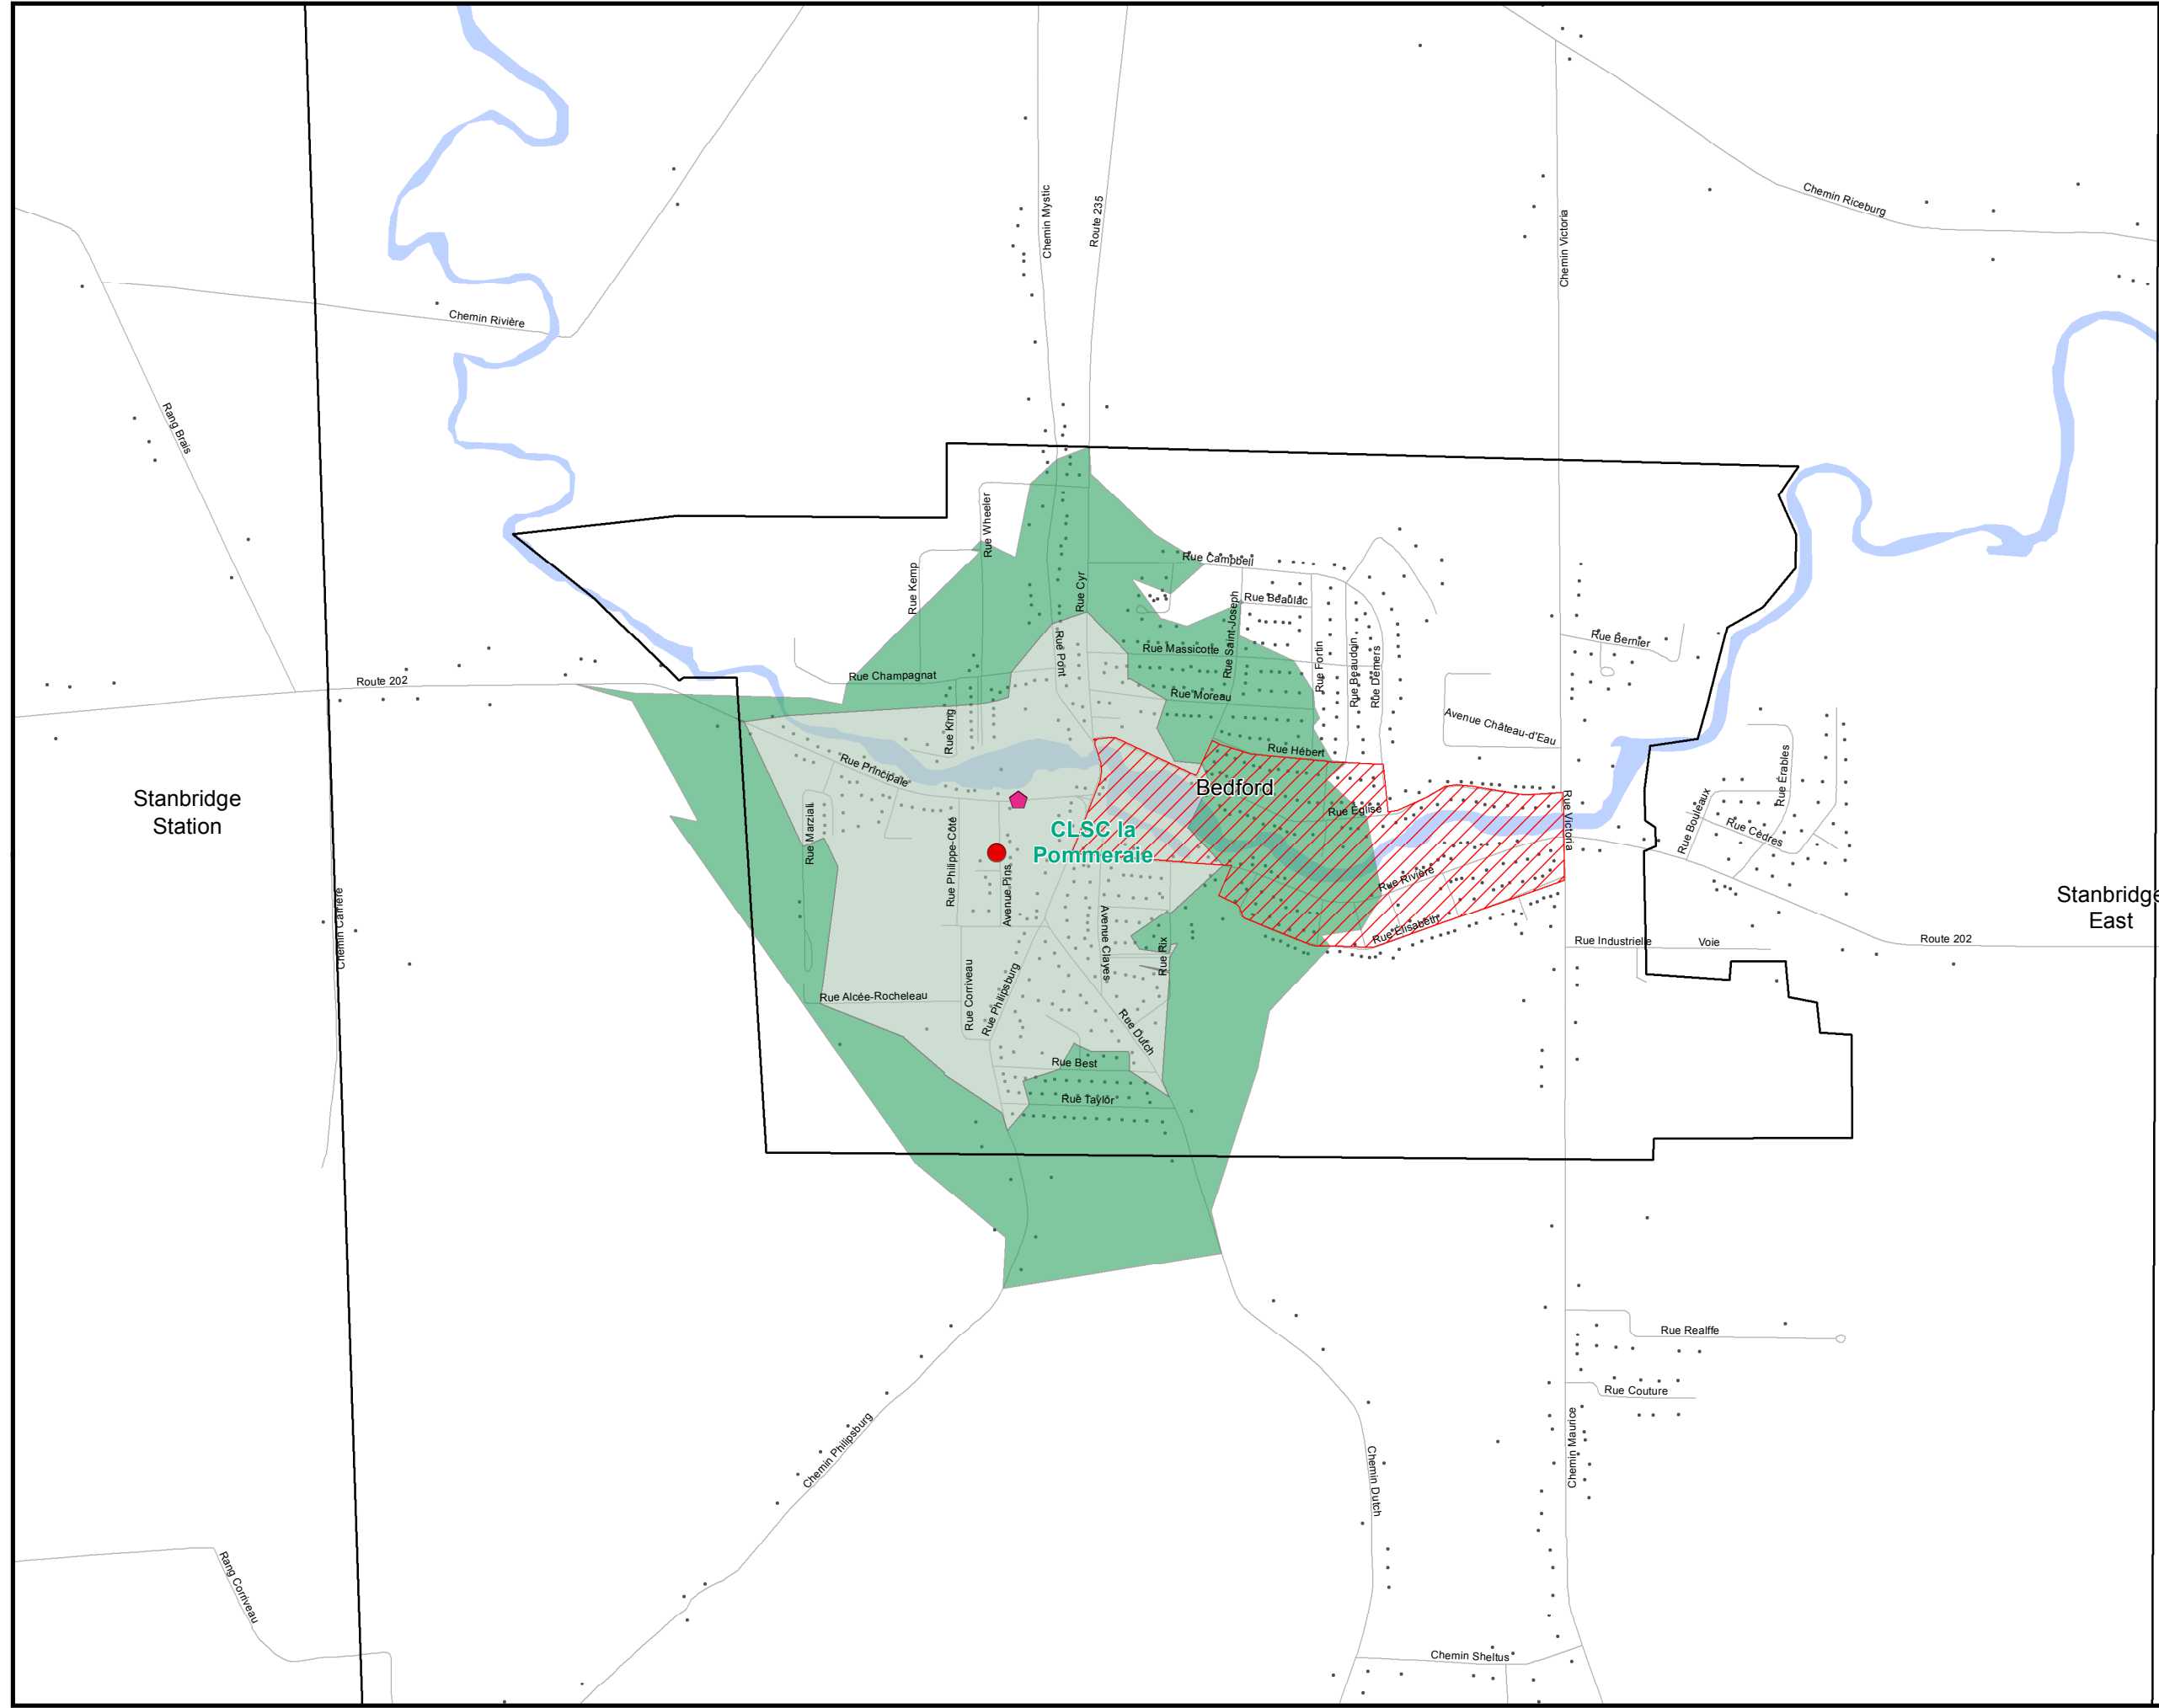 Chemin Mystic
Route 235
Chemin Victoria
Chemin Riceburg
Chemin Rivière
Rang Brais
Rue Wheeler
Rue Kemp
Rue Cyr
Rue Campbell
Rue Beaulac
Rue Saint-Joseph
Rue Pont
Rue Massicotte
Rue Fortin
Rue Beaudoin
Rue Demers
Rue Bernier
Route 202
Rue Champagnat
Rue Moreau
Rue King
Avenue Château-d'Eau
Rue Hébert
Rue Principale
Bedford
Rue Érables
Stanbridge
Station
Rue Marziali
Rue Philippe-Côté
CLSC la
Pommeraie
Rue Église
Rue Victoria
Rue Bouleaux
Rue Cèdres
Avenue Pins
Rue Rivière
Stanbridge
East
Chemin Carrière
Avenue Clayes
Rue Rix
Rue Élisabeth
Rue Industrielle
Voie
Route 202
Rue Alcée-Rocheleau
Rue Corriveau
Rue Philipsburg
Rue Dutch
Rue Best
Rue Taylor
Rue Realffe
Rue Couture
Chemin Philipsburg
Chemin Dutch
Chemin Maurice
Rang Corriveau
Chemin Sheltus